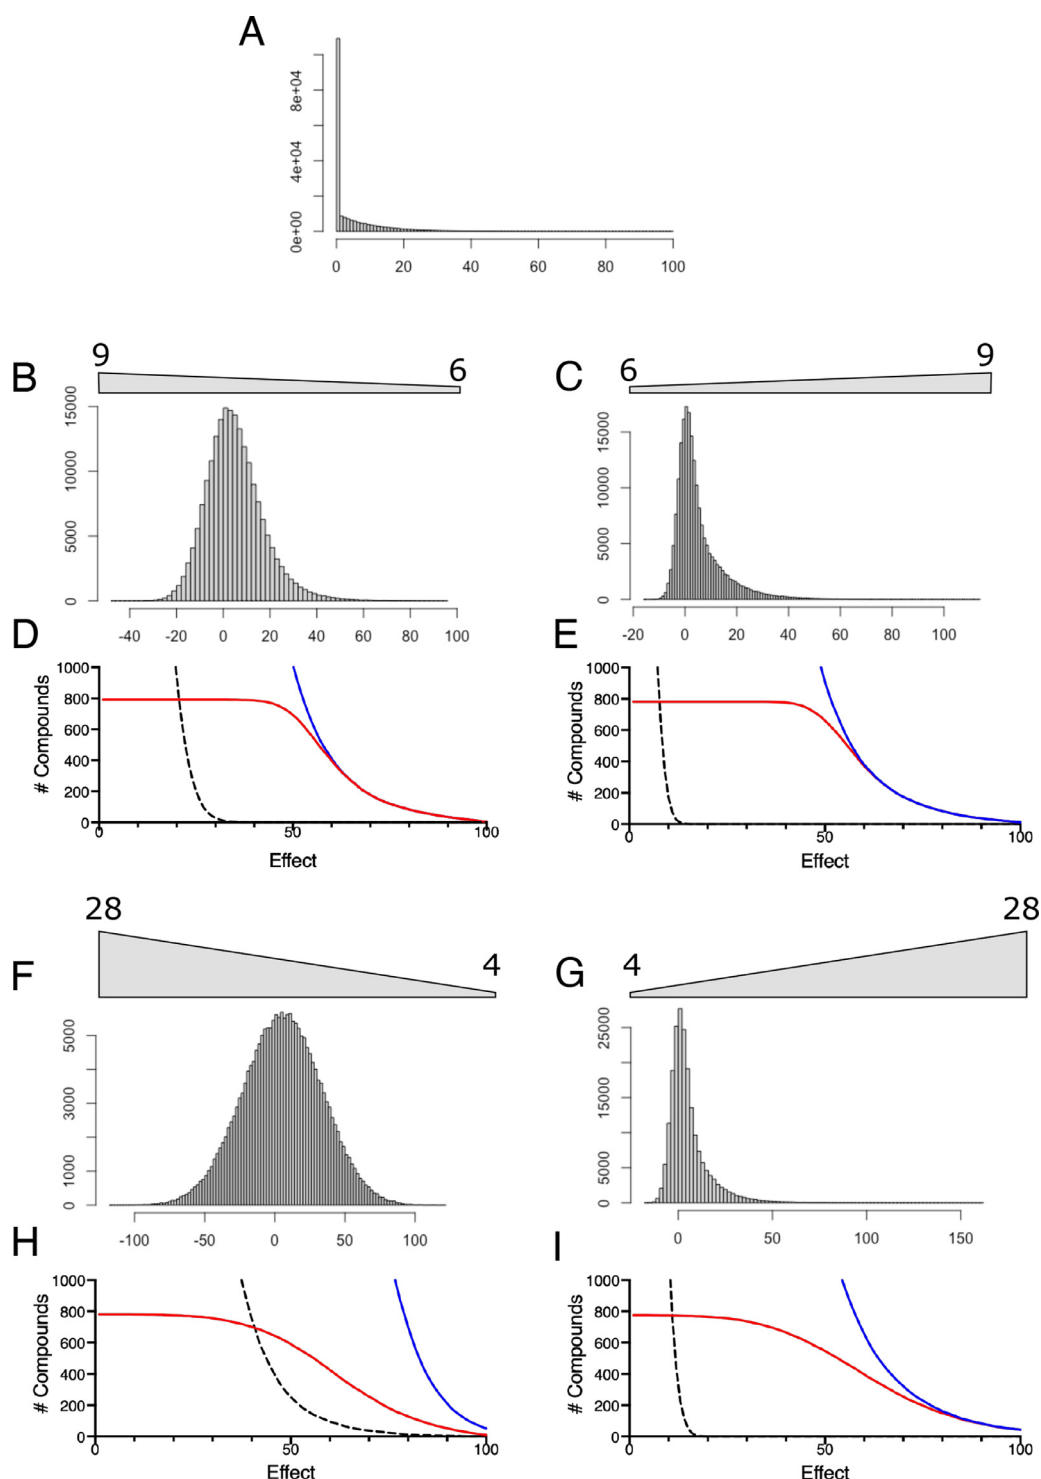 A
8e+04
4e+04
0e+00
0 20 40 60 80 100
9 6
B
15000
10000
5000
0
-40 -20 0 20 40 60 80 100
6 9
C
15000
10000
5000
0
-20 0 20 40 60 80 100
D
# Compounds
1000
800
600
400
200
0
0 50 100
Effect
E
# Compounds
1000
800
600
400
200
0
0 50 100
Effect
28 4
F
5000
3000
1000
0
-100 -50 0 50 100
4 28
G
25000
15000
5000
0
0 50 100 150
H
# Compounds
1000
800
600
400
200
0
0 50 100
Effect
I
# Compounds
1000
800
600
400
200
0
0 50 100
Effect